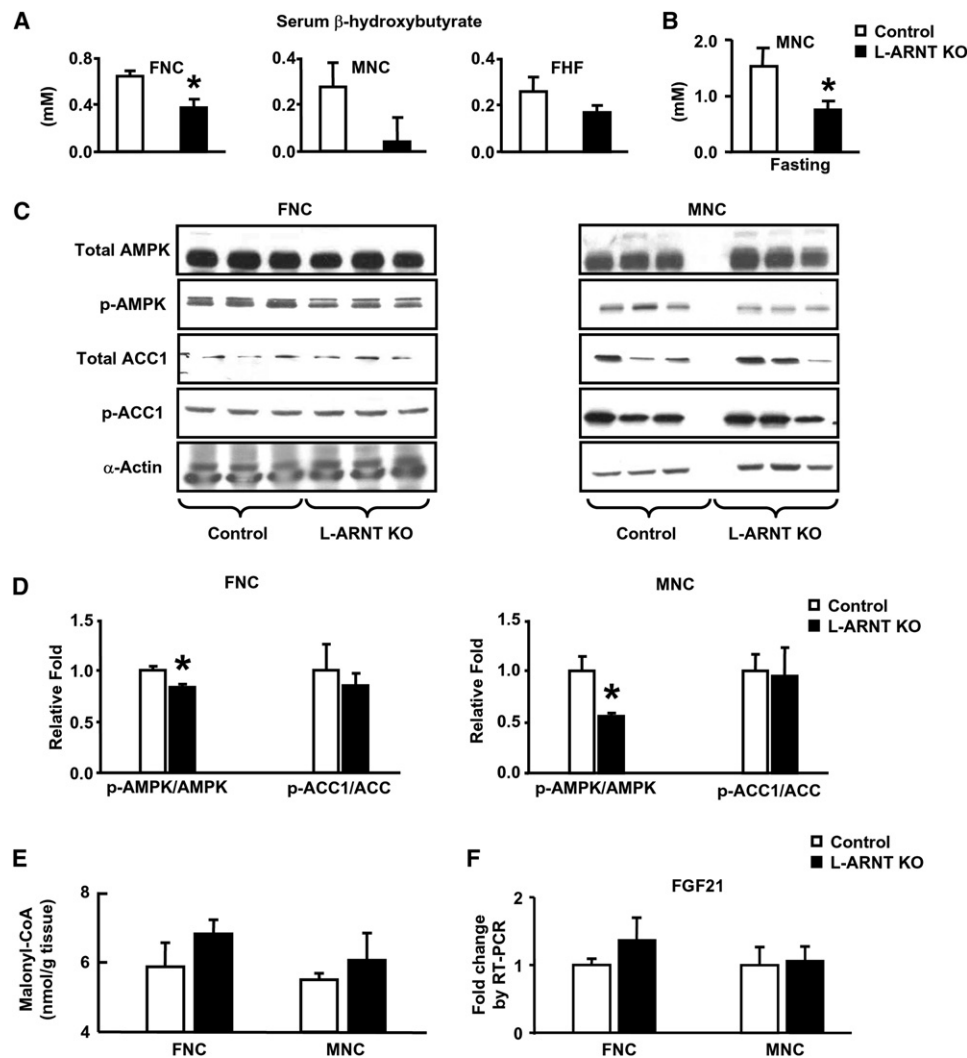 A
Serum β-hydroxybutyrate
B
Control
L-ARNT KO
0.8
0.4
0.0
(mM)
FNC
*
0.4
0.2
0.0
MNC
0.4
0.2
0.0
FHF
2.0
1.0
0.0
(mM)
MNC
*
Fasting
C
FNC
MNC
Total AMPK
p-AMPK
Total ACC1
p-ACC1
α-Actin
Control
L-ARNT KO
Control
L-ARNT KO
D
FNC
MNC
Control
L-ARNT KO
1.5
1.0
0.5
0.0
Relative Fold
*
p-AMPK/AMPK
p-ACC1/ACC
1.5
1.0
0.5
0.0
Relative Fold
*
p-AMPK/AMPK
p-ACC1/ACC
E
8
6
4
Malonyl-CoA
(nmol/g tissue)
FNC
MNC
F
Control
L-ARNT KO
FGF21
2
1
0
Fold change
by RT-PCR
FNC
MNC